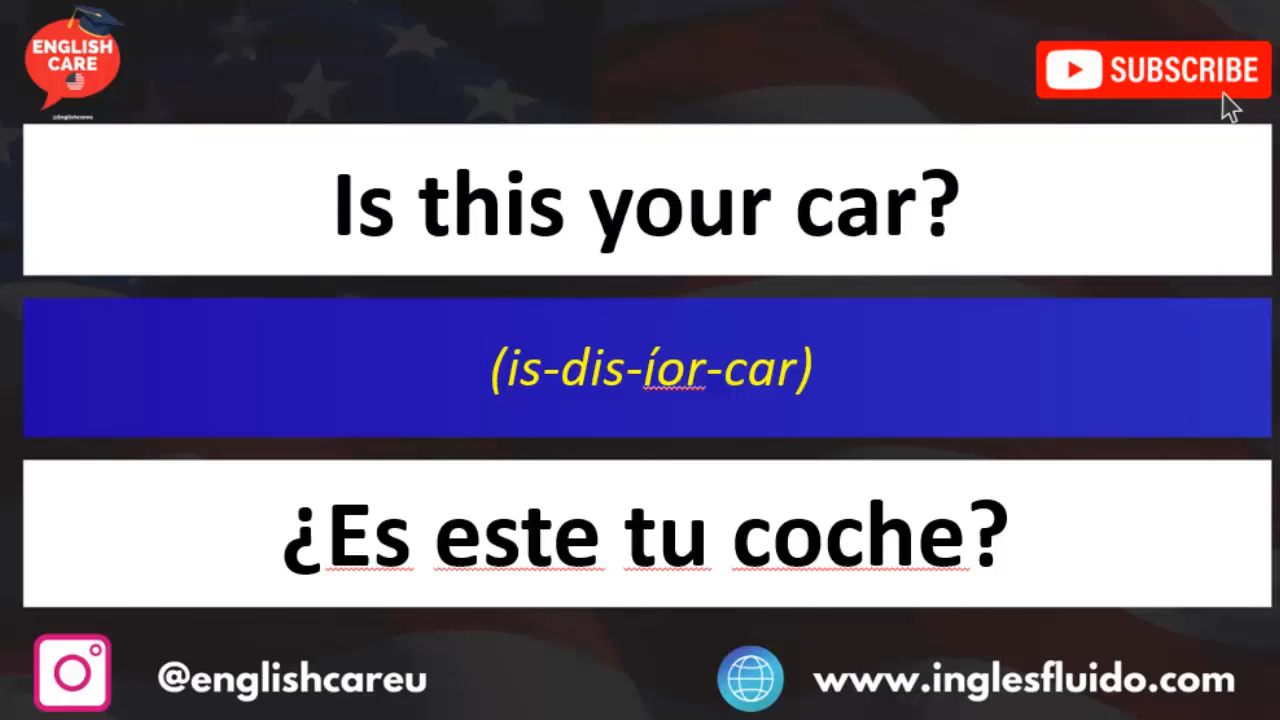 ENGLISH
CARE
@Englishcareu
SUBSCRIBE
Is this your car?
(is-dis-íor-car)
¿Es este tu coche?
@englishcareu
www.inglesfluido.com